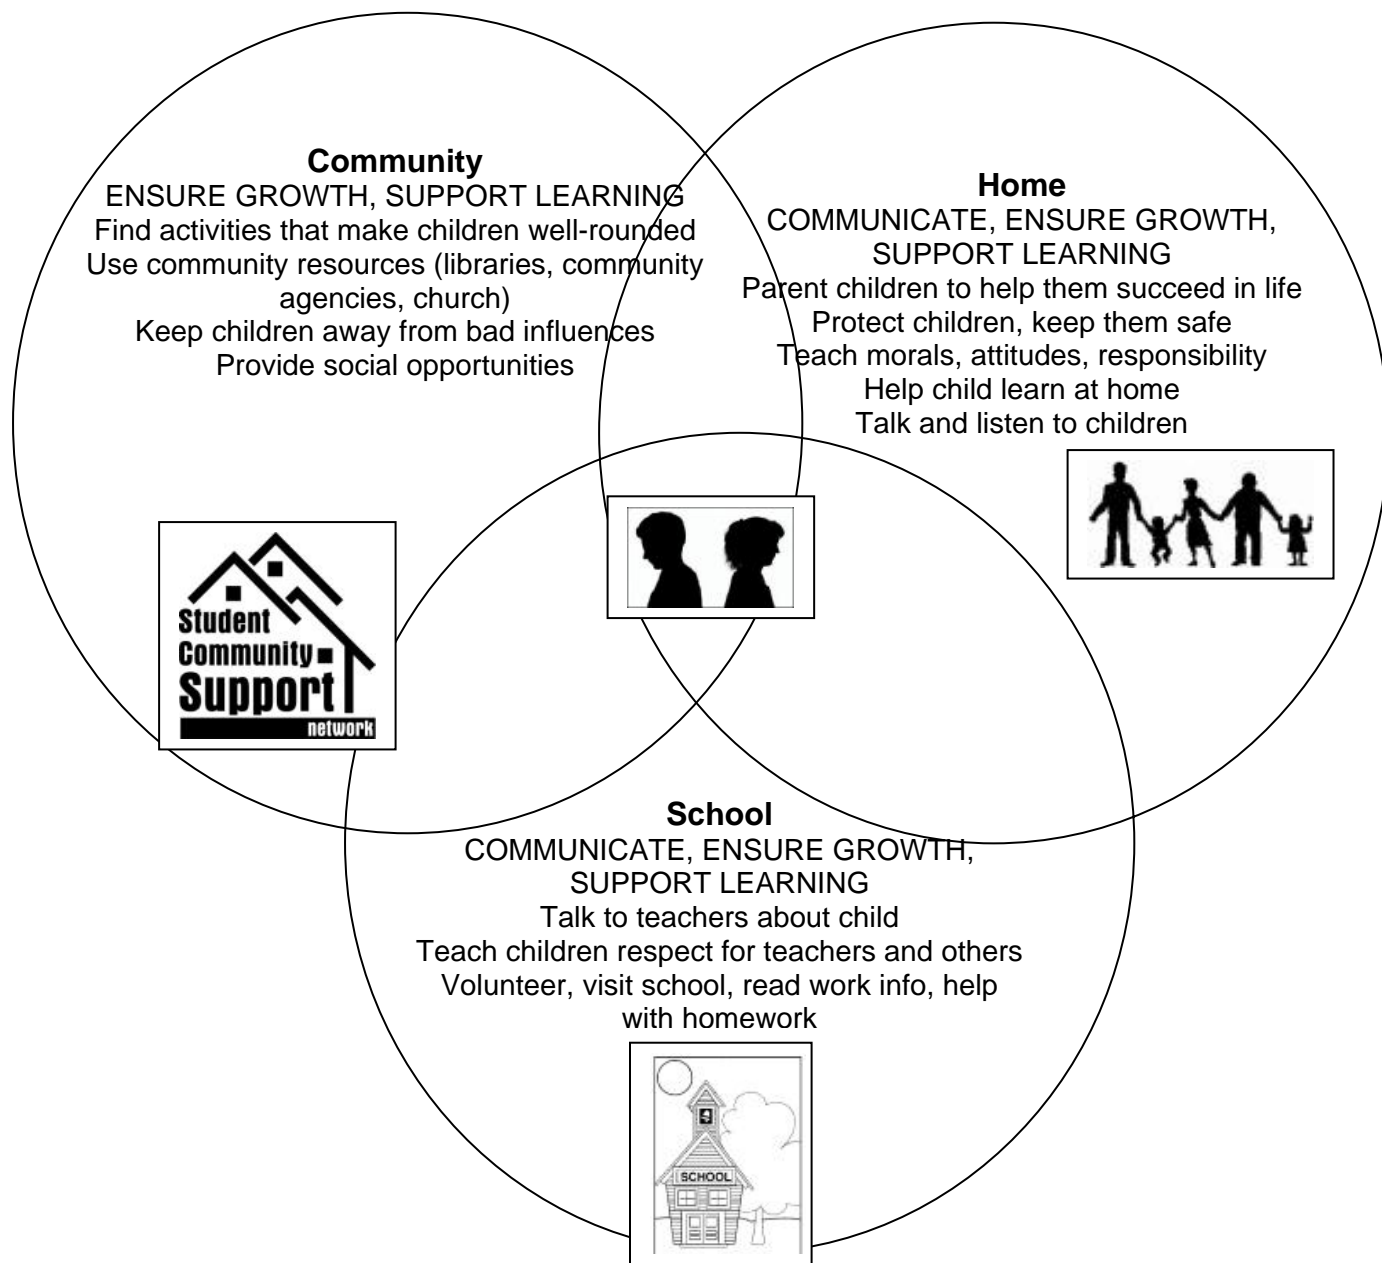 Community
ENSURE GROWTH, SUPPORT LEARNING
Find activities that make children well-rounded
Use community resources (libraries, community
agencies, church)
Keep children away from bad influences
Provide social opportunities
Home
COMMUNICATE, ENSURE GROWTH,
SUPPORT LEARNING
Parent children to help them succeed in life
Protect children, keep them safe
Teach morals, attitudes, responsibility
Help child learn at home
Talk and listen to children
Student
Community
Support
network
School
COMMUNICATE, ENSURE GROWTH,
SUPPORT LEARNING
Talk to teachers about child
Teach children respect for teachers and others
Volunteer, visit school, read work info, help
with homework
SCHOOL